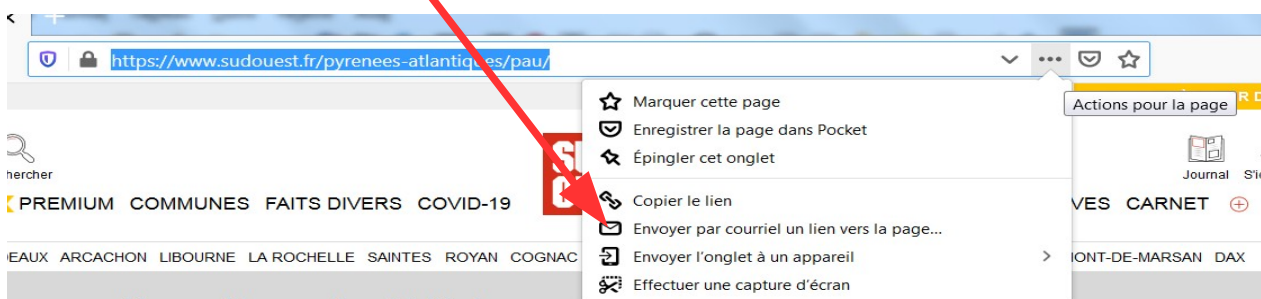 https://www.sudouest.fr/pyrenees-atlantiques/pau/
Marquer cette page
Actions pour la page
Enregistrer la page dans Pocket
Épingler cet onglet
hercher
Journal S'i
PREMIUM COMMUNES FAITS DIVERS COVID-19
Copier le lien
VES CARNET
Envoyer par courriel un lien vers la page...
EAUX ARCACHON LIBOURNE LA ROCHELLE SAINTES ROYAN COGNAC
Envoyer l'onglet à un appareil
ONT-DE-MARSAN DAX
Effectuer une capture d'écran